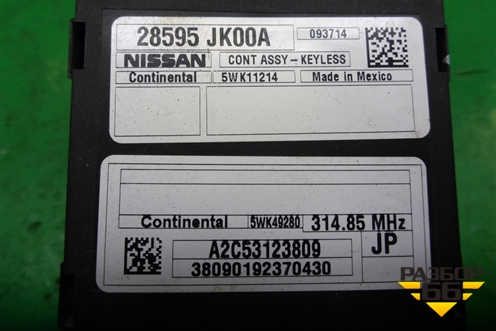 28595 JK00A
093714
NISSAN
CONT ASSY-KEYLESS
Continental
5WK11214
Made in Mexico
Continental
5WK49280
314.85 MHz
A2C53123809
JP
38090192370430
РАЗБОР
66